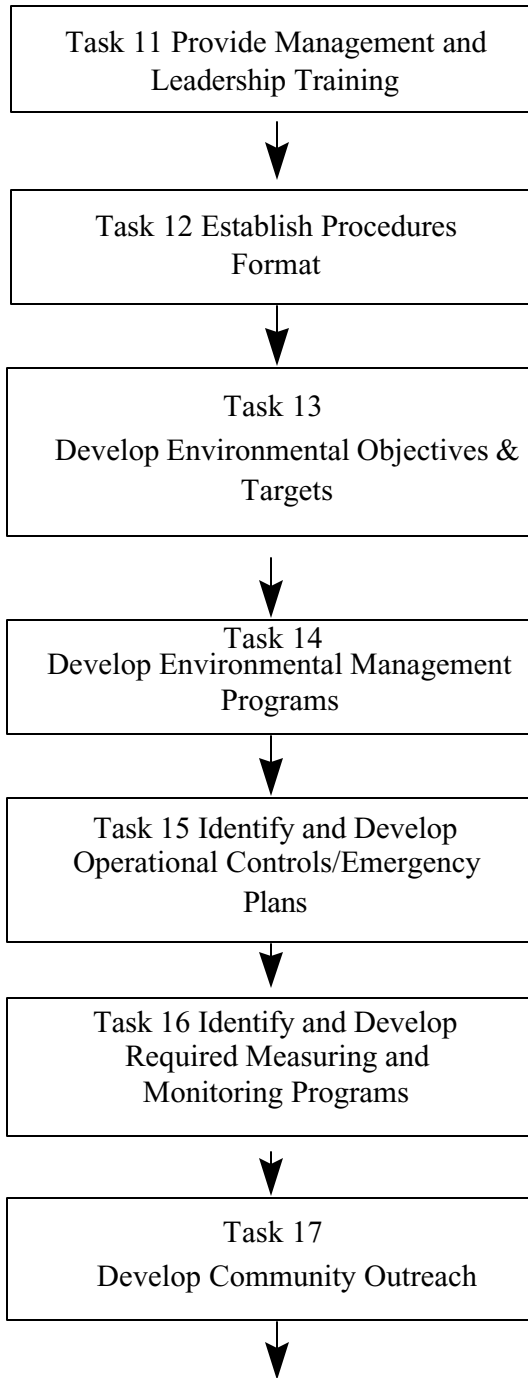 Task 11 Provide Management and
Leadership Training
Task 12 Establish Procedures
Format
Task 13
Develop Environmental Objectives &
Targets
Task 14
Develop Environmental Management
Programs
Task 15 Identify and Develop
Operational Controls/Emergency
Plans
Task 16 Identify and Develop
Required Measuring and
Monitoring Programs
Task 17
Develop Community Outreach